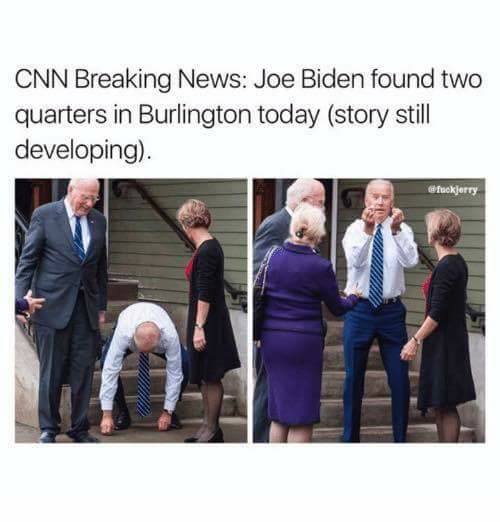 CNN Breaking News: Joe Biden found two
quarters in Burlington today (story still
developing).
@fuckjerry